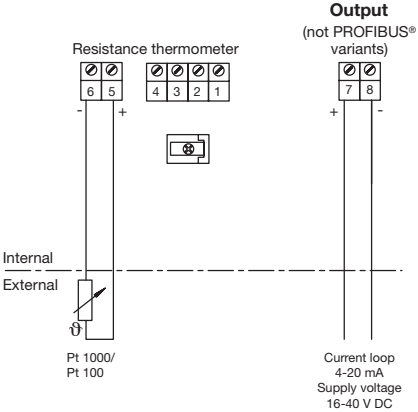 Output
(not PROFIBUS®
variants)
Resistance thermometer
6 5 4 3 2 1 7 8
- + + -
Internal
External
ϑ
Pt 1000/
Pt 100
Current loop
4-20 mA
Supply voltage
16-40 V DC